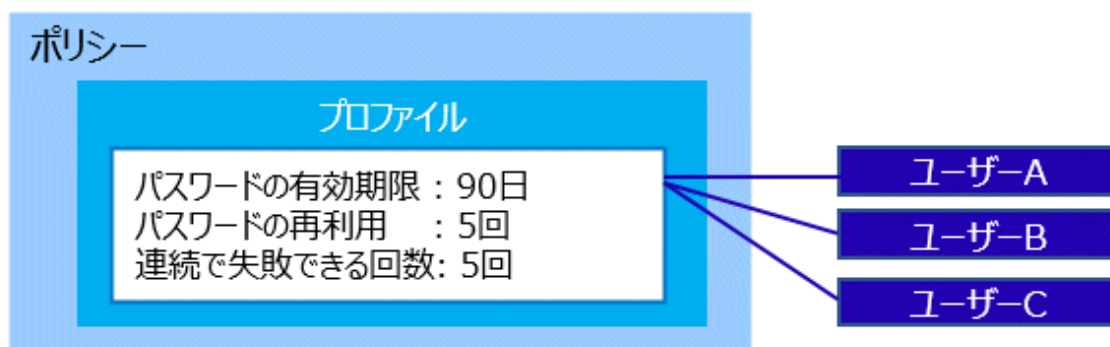 ポリシー
プロファイル
パスワードの有効期限 : 90日
パスワードの再利用 : 5回
連続で失敗できる回数: 5回
ユーザーA
ユーザーB
ユーザーC